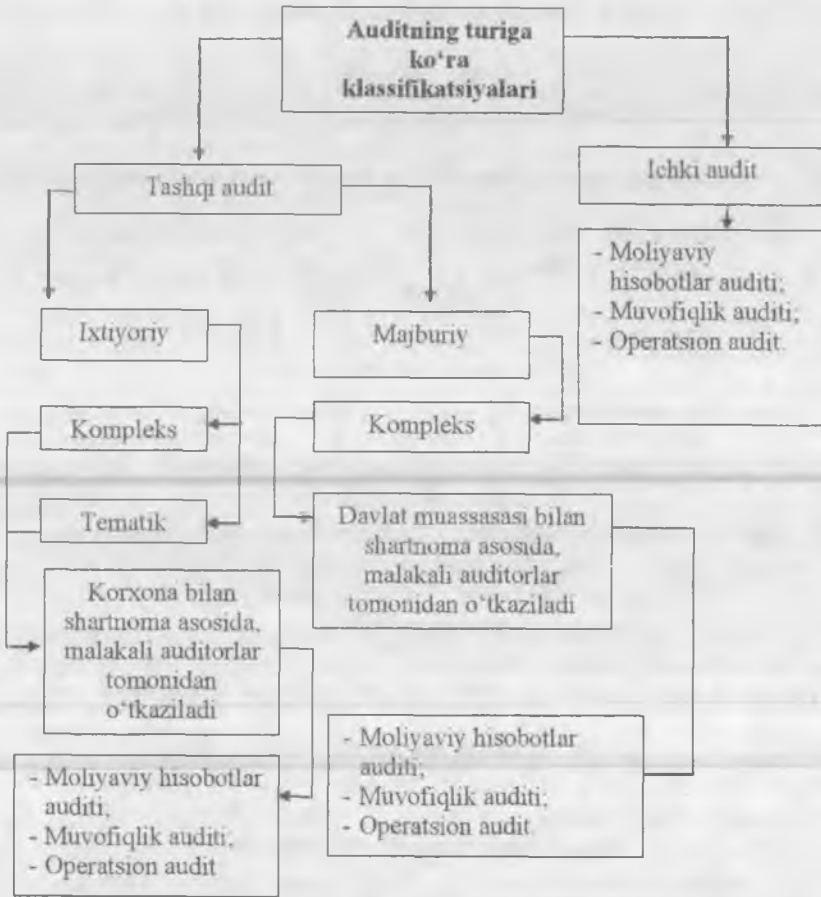 Auditning turiga
ko‘ra
klassifikatsiyalari
Tashqi audit
Ichki audit
- Moliyaviy
hisobotlar auditi;
- Muvofiqlik auditi;
- Operatsion audit.
Ixtiyoriy
Majburiy
Kompleks
Kompleks
Tematik
Davlat muassasasi bilan
shartnoma asosida,
malakali auditorlar
tomonidan o‘tkaziladi
Korxona bilan
shartnoma asosida,
malakali auditorlar
tomonidan
o‘tkaziladi
- Moliyaviy hisobotlar
auditi;
- Muvofiqlik auditi;
- Operatsion audit.
- Moliyaviy hisobotlar
auditi;
- Muvofiqlik auditi;
- Operatsion audit